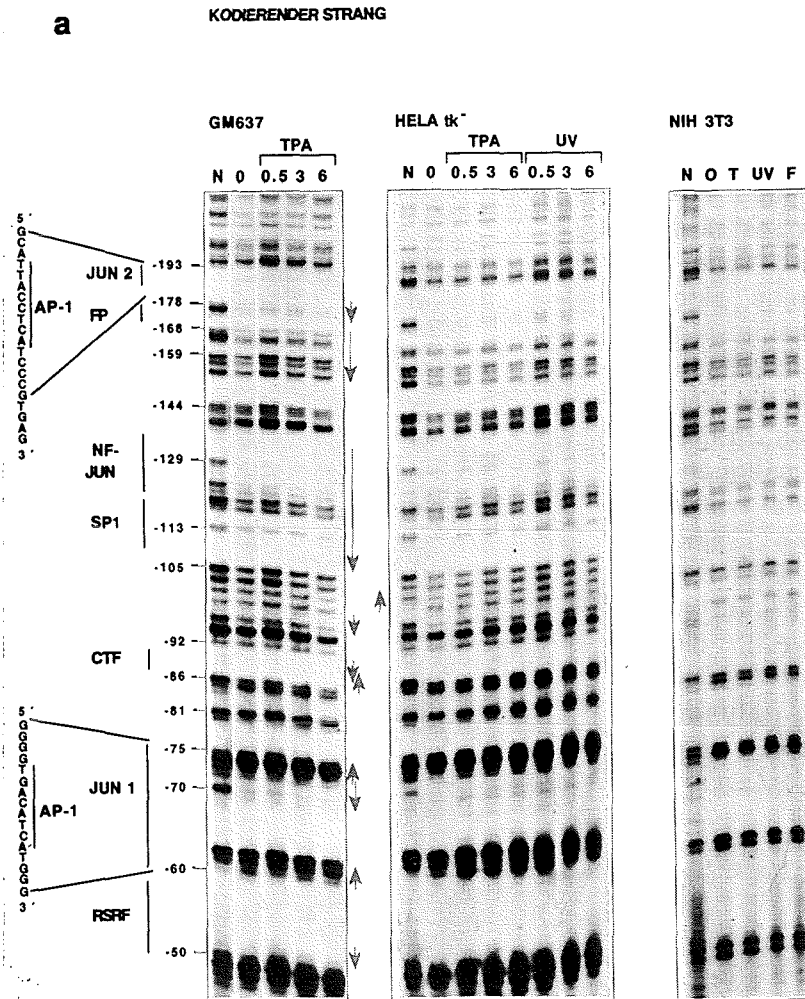 a
KODIERENDER STRANG
GM637
TPA
N 0 0.5 3 6
HELA tk-
TPA UV
N 0 0.5 3 6 0.5 3 6
NIH 3T3
N O T UV F
5´
GCATTACCTCATCCCGTGAG
3´
AP-1
JUN 2
FP
NF-
JUN
SP1
CTF
5´
GGGGTGACATCATGGG
3´
AP-1
JUN 1
RSRF
-193
-178
-168
-159
-144
-129
-113
-105
-92
-86
-81
-75
-70
-60
-50